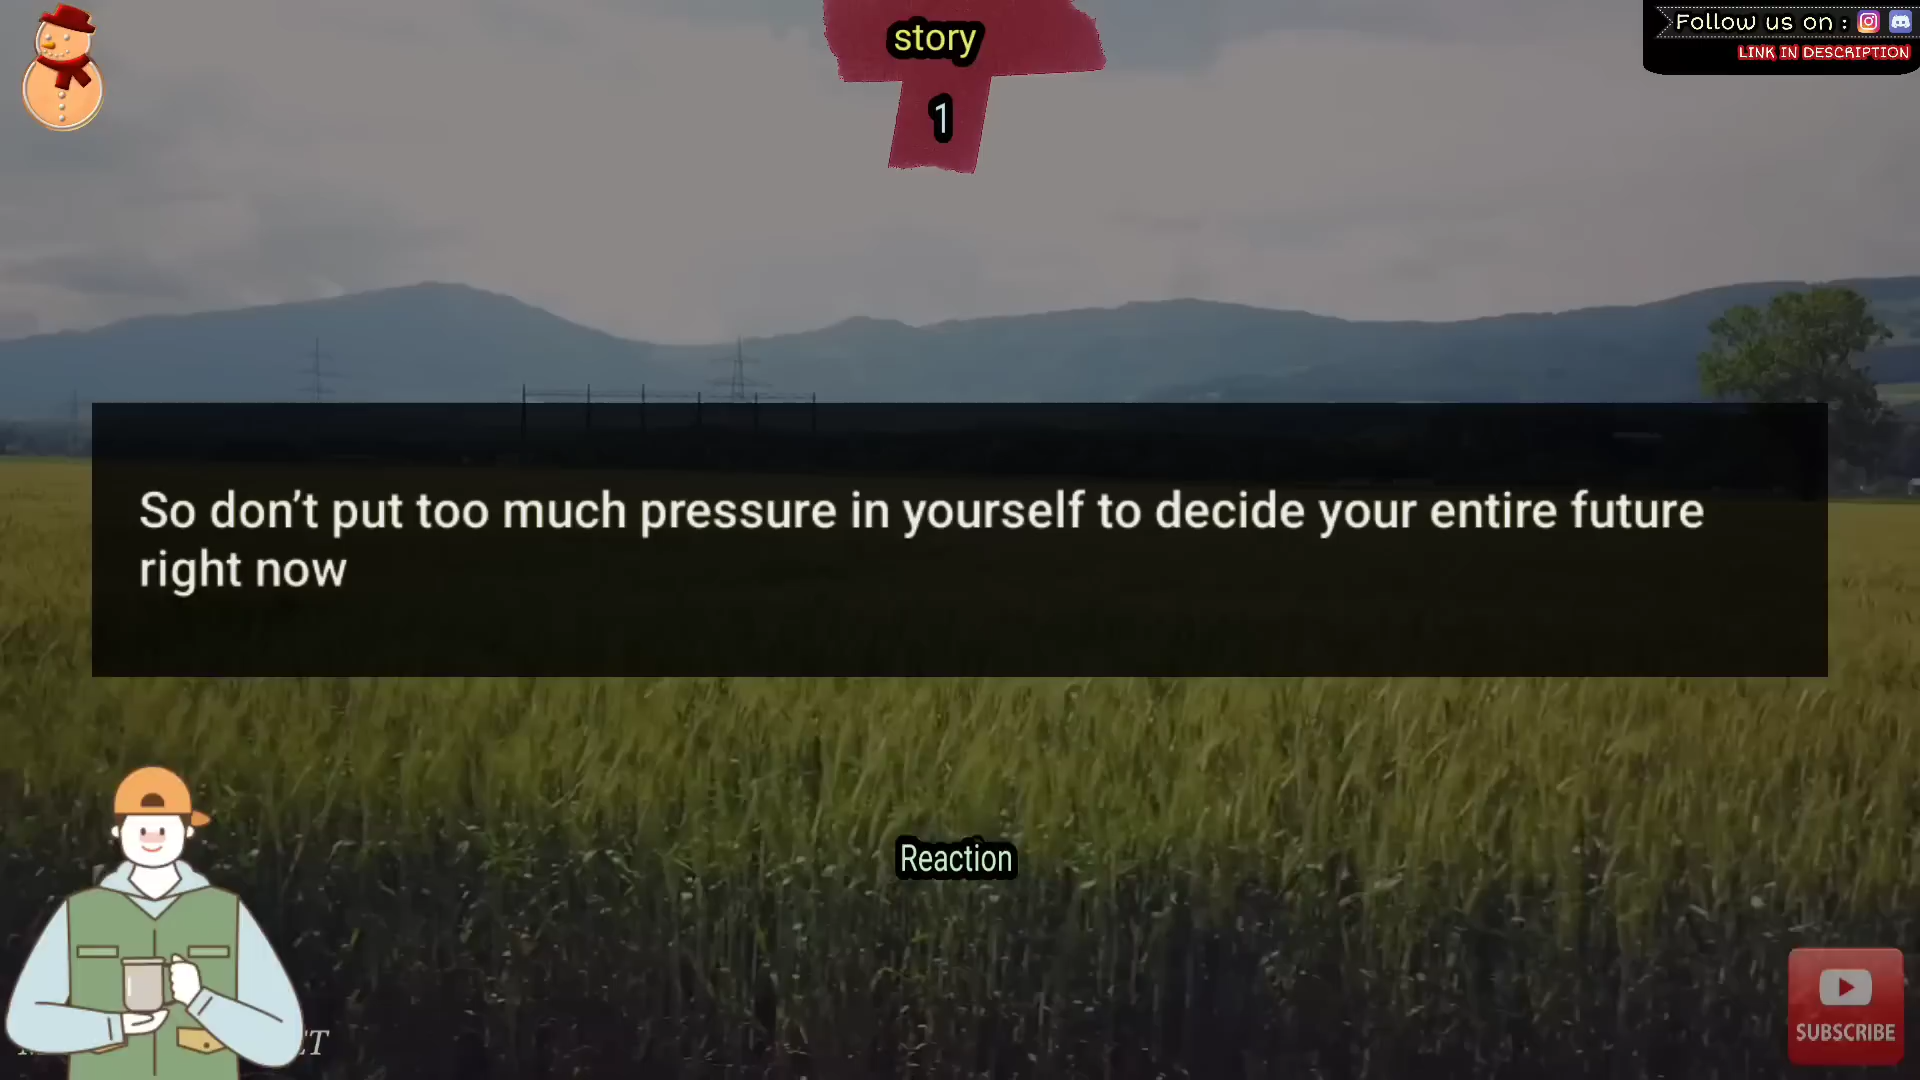 story
1
Follow us on :
LINK IN DESCRIPTION
So don't put too much pressure in yourself to decide your entire future
right now
Reaction
SUBSCRIBE